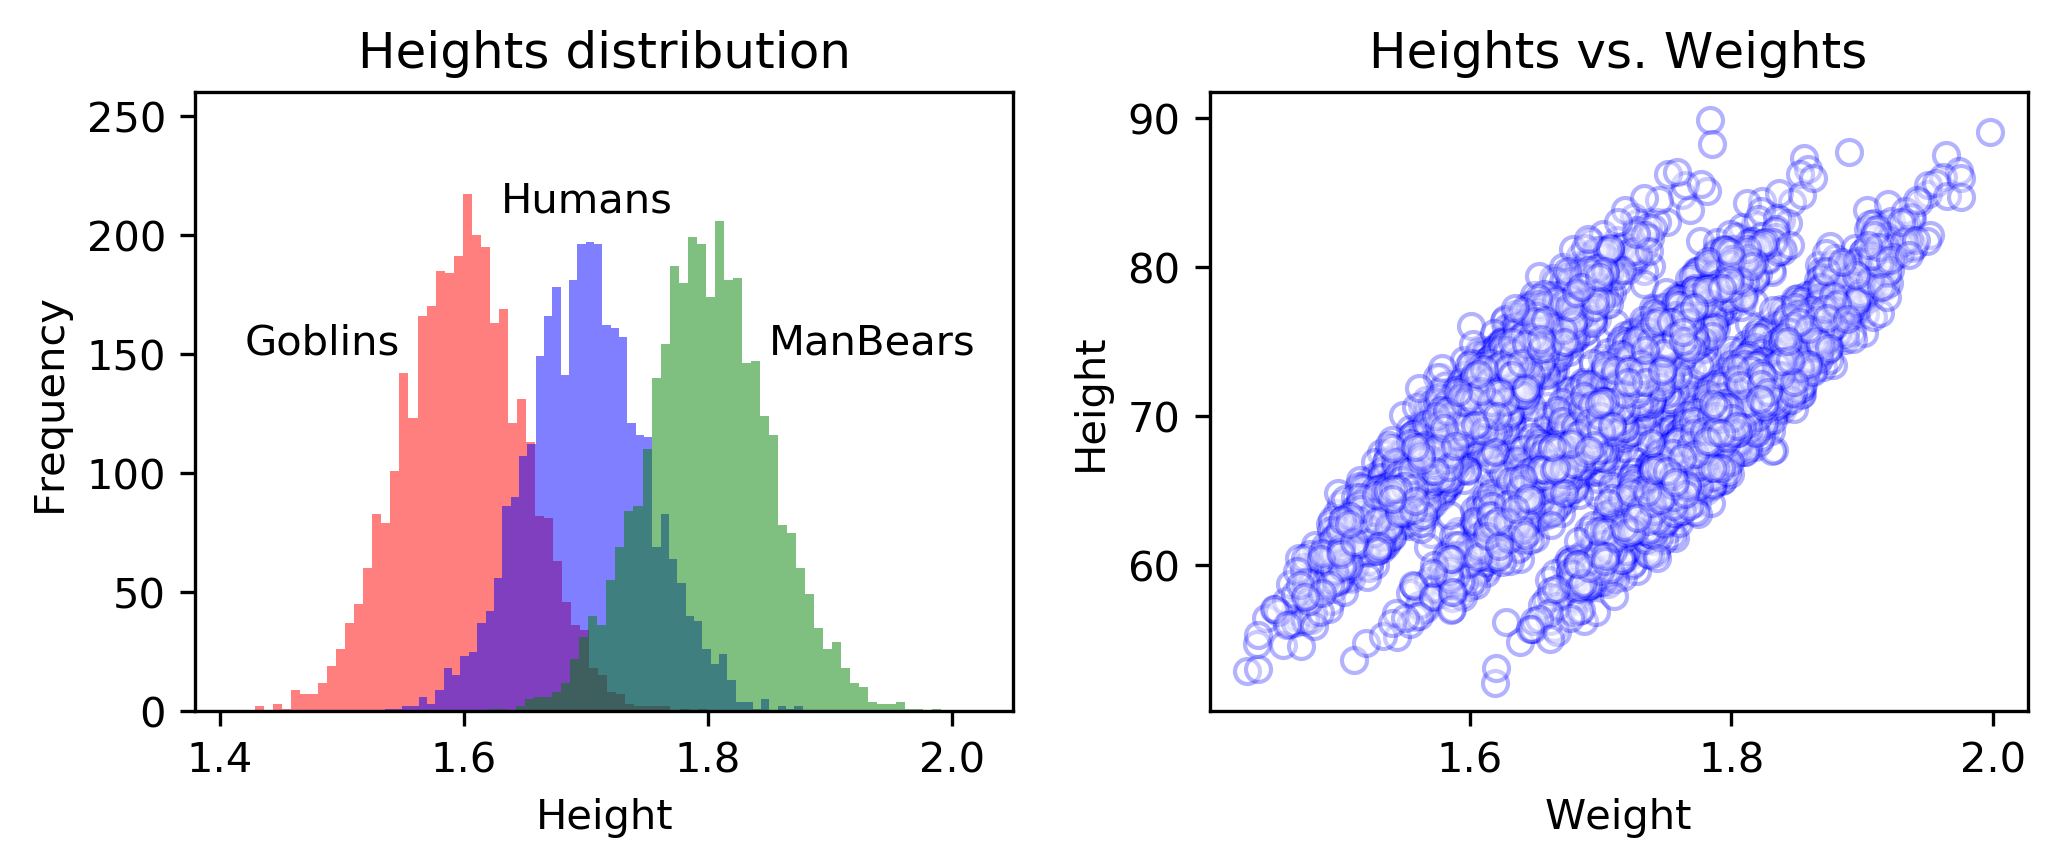 Heights distribution
250
200
150
100
50
0
Frequency
Goblins
Humans
ManBears
1.4 1.6 1.8 2.0
Height
Heights vs. Weights
90
80
70
60
Height
1.6 1.8 2.0
Weight